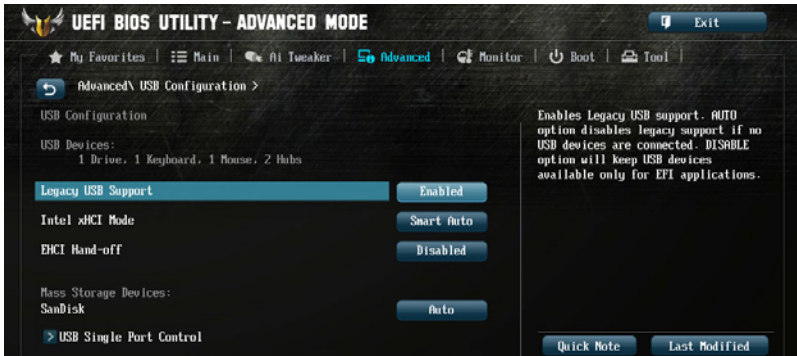 UEFI BIOS UTILITY – ADVANCED MODE
Exit
My Favorites | Main | Ai Tweaker | Advanced | Monitor | Boot | Tool |
Advanced\ USB Configuration >
USB Configuration
USB Devices:
1 Drive, 1 Keyboard, 1 Mouse, 2 Hubs
Legacy USB Support Enabled
Intel xHCI Mode Smart Auto
EHCI Hand-off Disabled
Mass Storage Devices:
SanDisk Auto
> USB Single Port Control
Enables Legacy USB support. AUTO
option disables legacy support if no
USB devices are connected. DISABLE
option will keep USB devices
available only for EFI applications.
Quick Note Last Modified